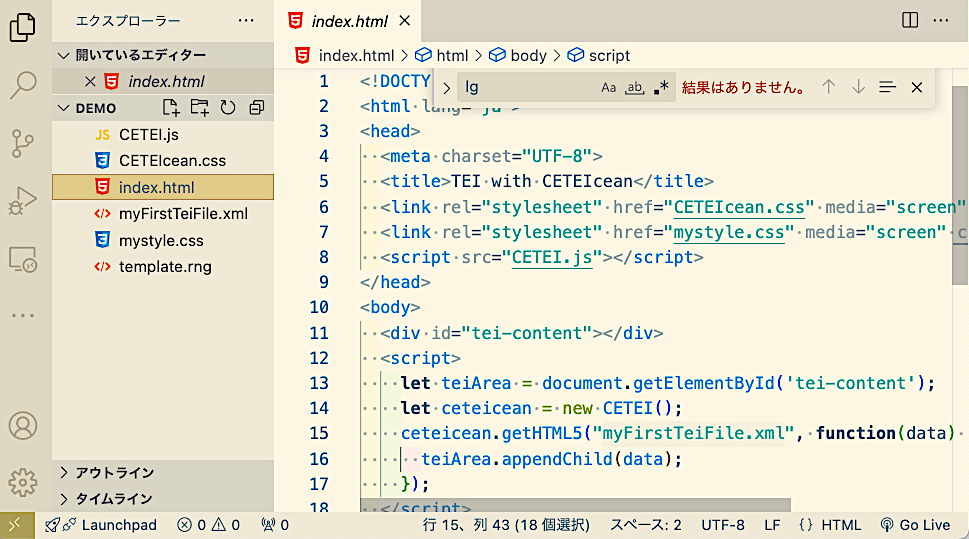 エクスプローラー ···
index.html ×
···
開いているエディター
× index.html
index.html > html > body > script
lg Aa ab .* 結果はありません。
DEMO
JS CETEI.js
CETEIcean.css
index.html
myFirstTeiFile.xml
mystyle.css
template.rng
1 <!DOCTY
2 <html lang="ja"
3 <head>
4 <meta charset="UTF-8">
5 <title>TEI with CETEIcean</title>
6 <link rel="stylesheet" href="CETEIcean.css" media="screen"
7 <link rel="stylesheet" href="mystyle.css" media="screen" c
8 <script src="CETEI.js"></script>
9 </head>
10 <body>
11 <div id="tei-content"></div>
12 <script>
13 let teiArea = document.getElementById('tei-content');
14 let ceteicean = new CETEI();
15 ceteicean.getHTML5("myFirstTeiFile.xml", function(data)
16 teiArea.appendChild(data);
17 });
18 </script>
アウトライン
タイムライン
Launchpad 0 0 0 行 15、列 43 (18 個選択) スペース: 2 UTF-8 LF {} HTML Go Live